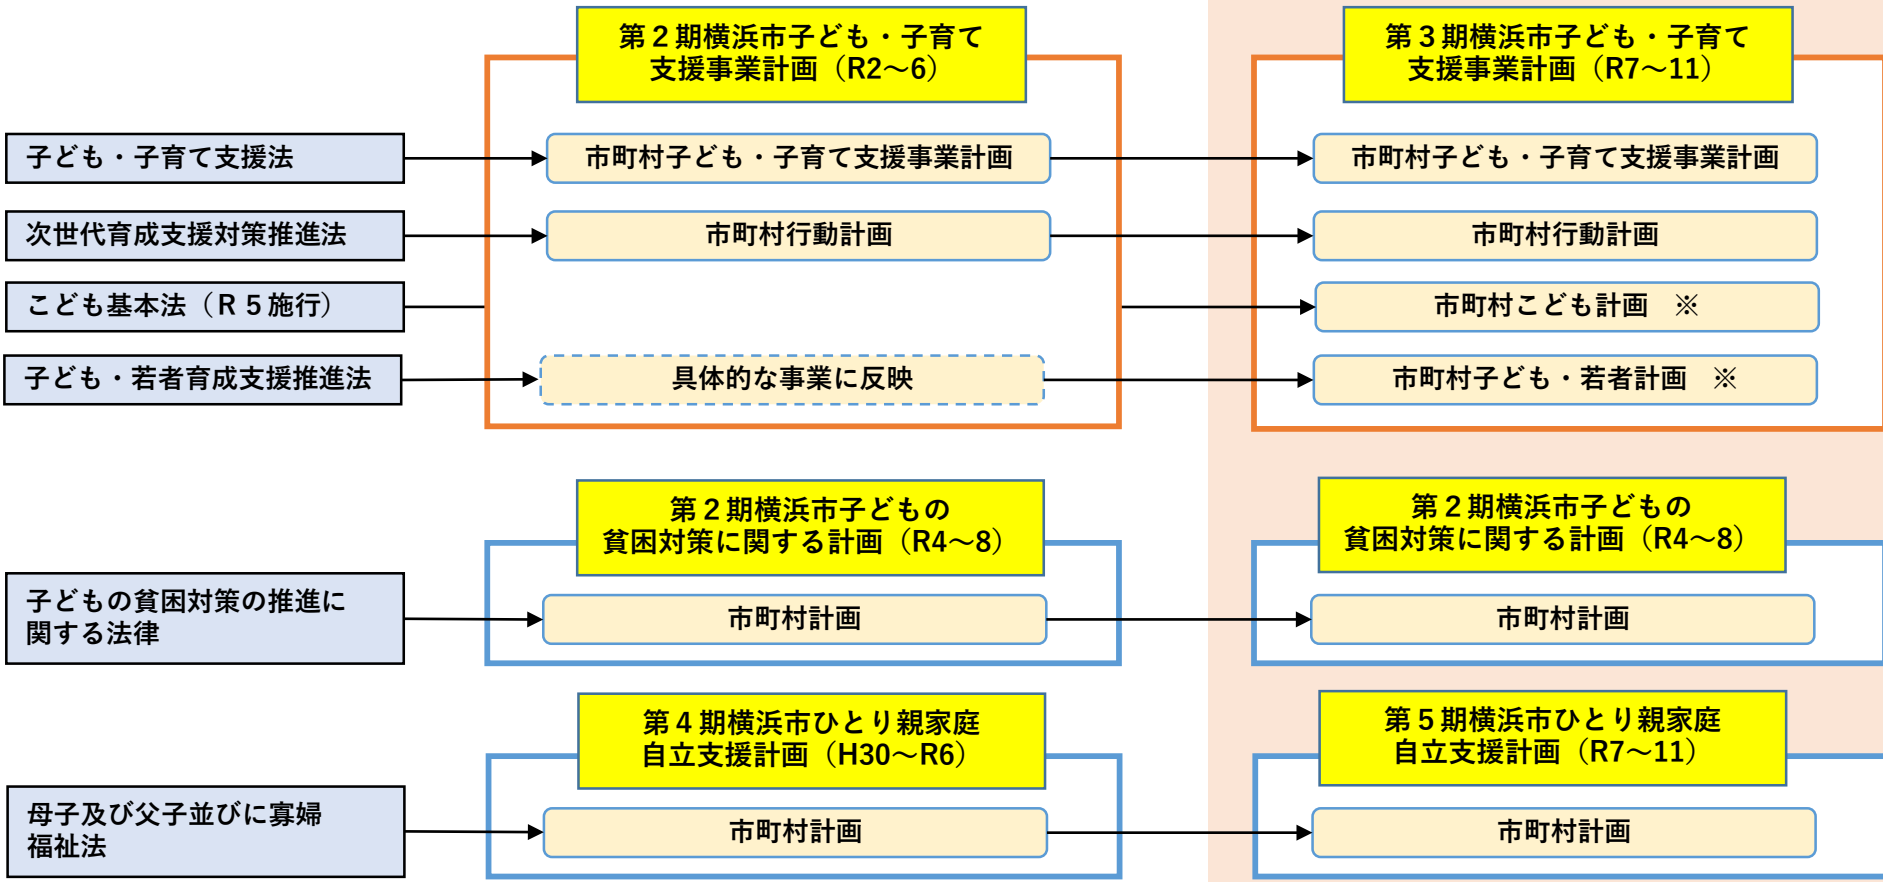 第２期横浜市子ども・子育て
支援事業計画（R2～6）
第３期横浜市子ども・子育て
支援事業計画（R7～11）
子ども・子育て支援法
市町村子ども・子育て支援事業計画
市町村子ども・子育て支援事業計画
次世代育成支援対策推進法
市町村行動計画
市町村行動計画
こども基本法（Ｒ５施行）
市町村こども計画　※
子ども・若者育成支援推進法
具体的な事業に反映
市町村子ども・若者計画　※
第２期横浜市子どもの
貧困対策に関する計画（R4～8）
第２期横浜市子どもの
貧困対策に関する計画（R4～8）
子どもの貧困対策の推進に
関する法律
市町村計画
市町村計画
第４期横浜市ひとり親家庭
自立支援計画（H30～R6）
第５期横浜市ひとり親家庭
自立支援計画（R7～11）
母子及び父子並びに寡婦
福祉法
市町村計画
市町村計画